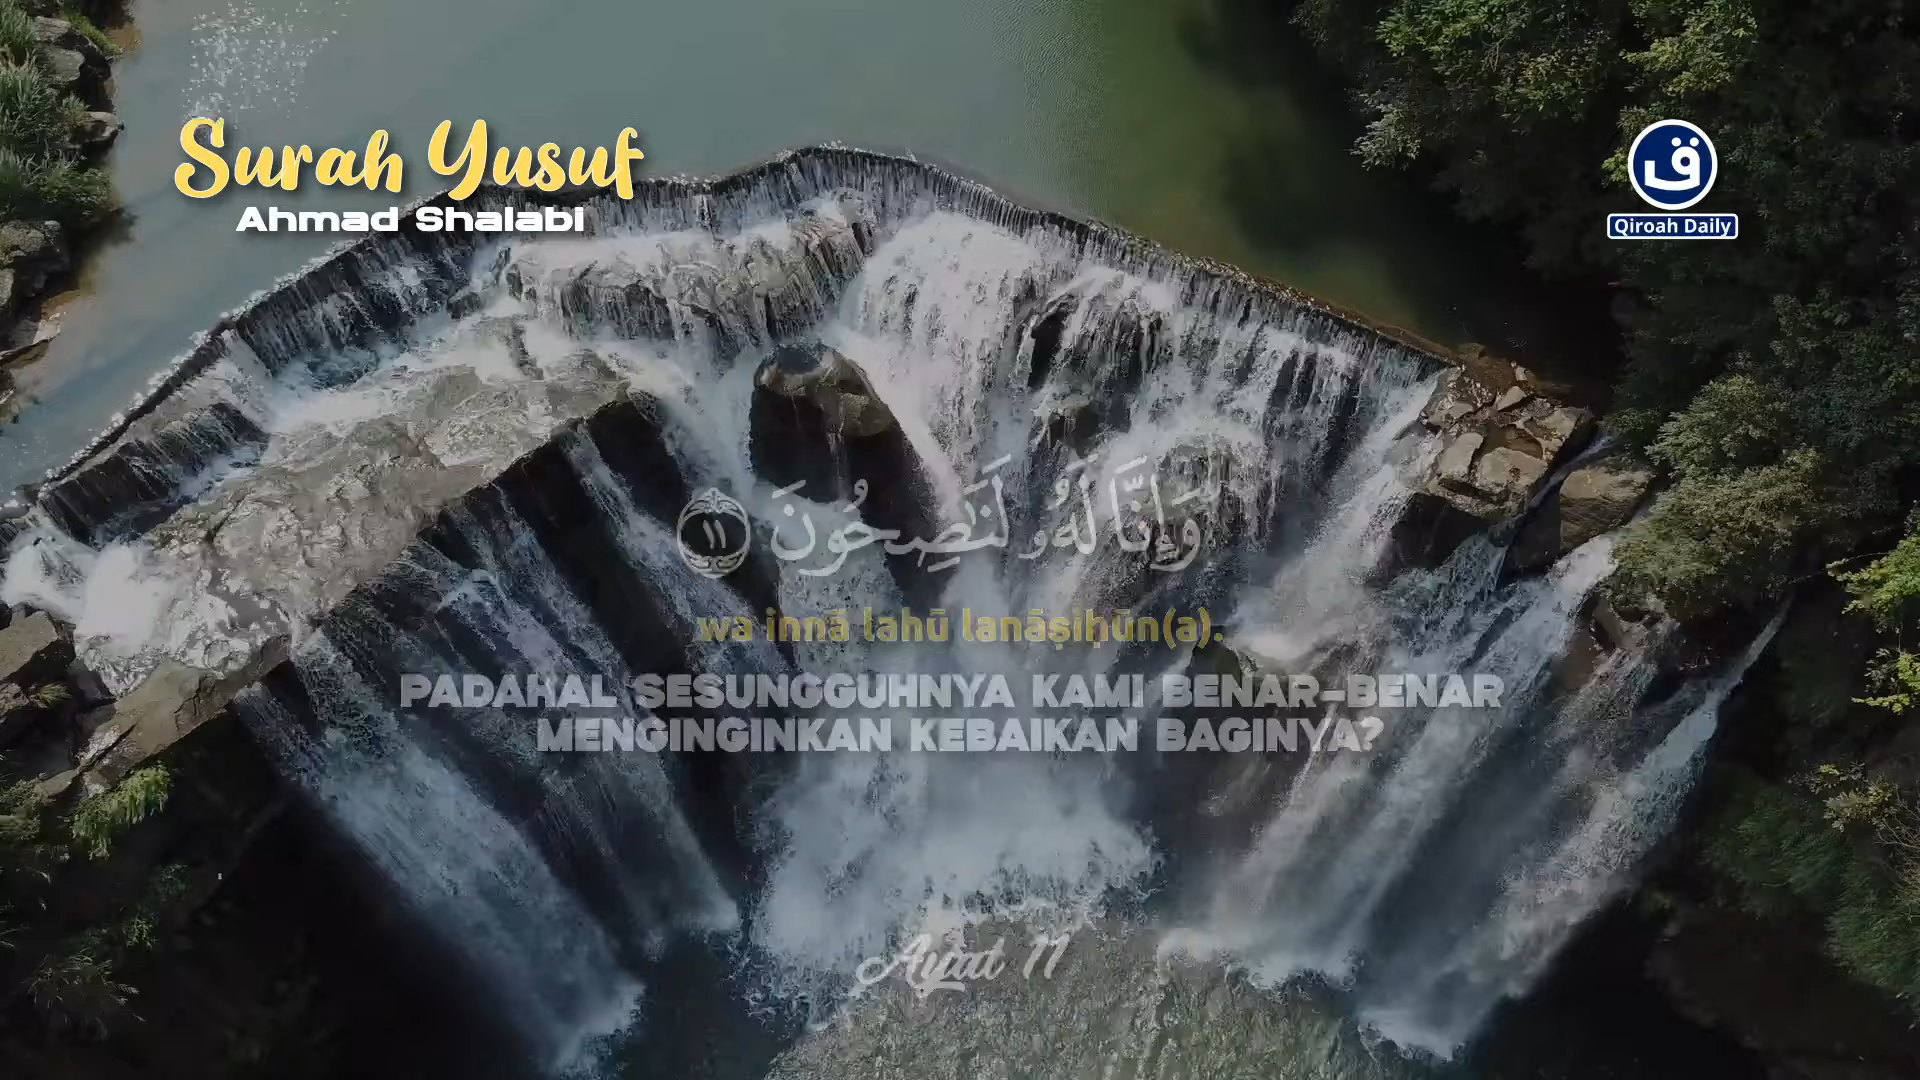 Surah Yusuf
Ahmad Shalabi
ق
Qiroah Daily
وَإِنَّا لَهُۥ لَنَـٰصِحُونَ ١١
wa innā lahū lanāṣiḥūn(a).
PADAHAL SESUNGGUHNYA KAMI BENAR-BENAR
MENGINGINKAN KEBAIKAN BAGINYA?
Ayat 11